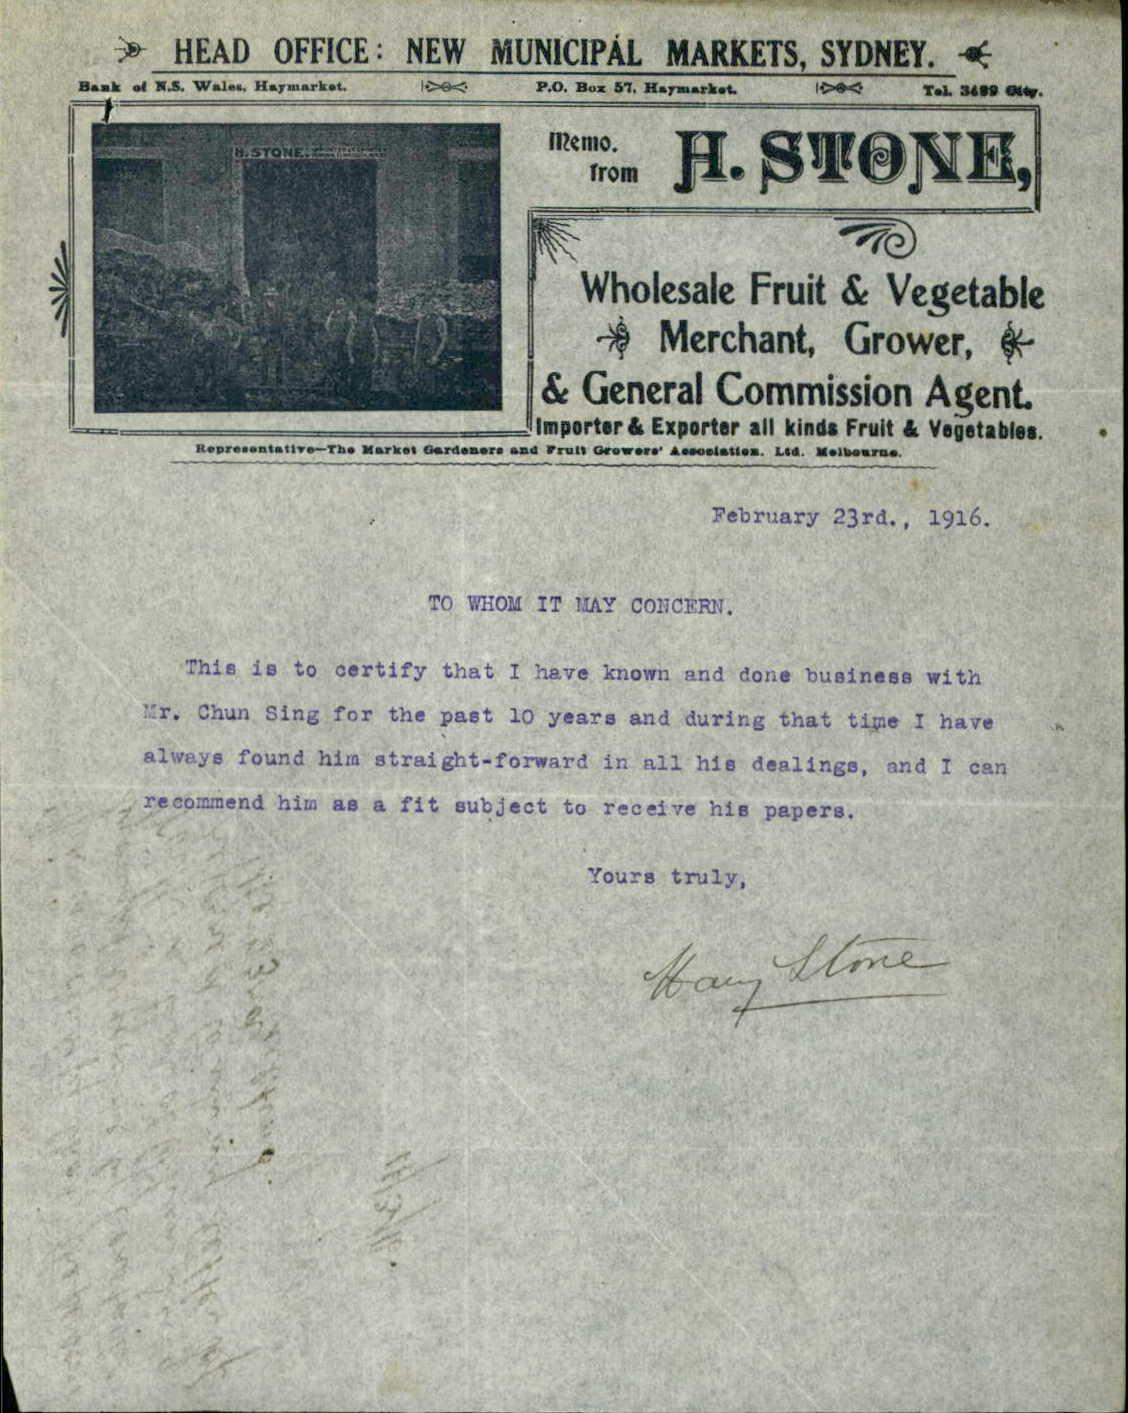 HEAD OFFICE: NEW MUNICIPAL MARKETS, SYDNEY.
Bank of N.S. Wales, Haymarket. P.O. Box 57, Haymarket. Tel. 3489 City.
H. STONE.
Memo. from H. STONE,
Wholesale Fruit & Vegetable
Merchant, Grower,
& General Commission Agent.
Importer & Exporter all kinds Fruit & Vegetables.
Representative—The Market Gardeners and Fruit Growers' Association. Ltd. Melbourne.
February 23rd., 1916.
TO WHOM IT MAY CONCERN.
This is to certify that I have known and done business with
Mr. Chun Sing for the past 10 years and during that time I have
always found him straight-forward in all his dealings, and I can
recommend him as a fit subject to receive his papers.
Yours truly,
Harry Stone